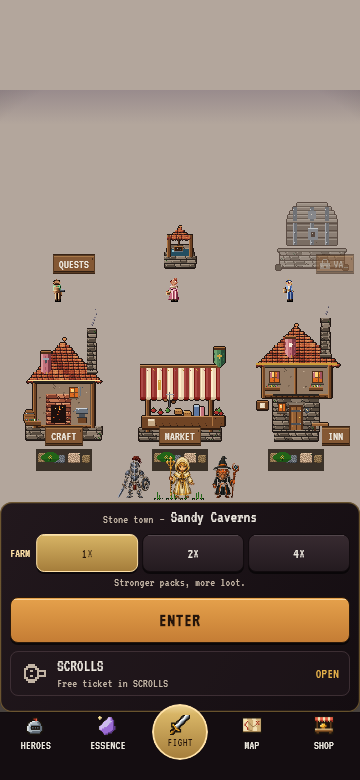 QUESTS
CRAFT
MARKET
INN
Stone town – Sandy Caverns
FARM
1X
2X
4X
Stronger packs, more loot.
ENTER
SCROLLS
Free ticket in SCROLLS
OPEN
HEROES
ESSENCE
FIGHT
MAP
SHOP